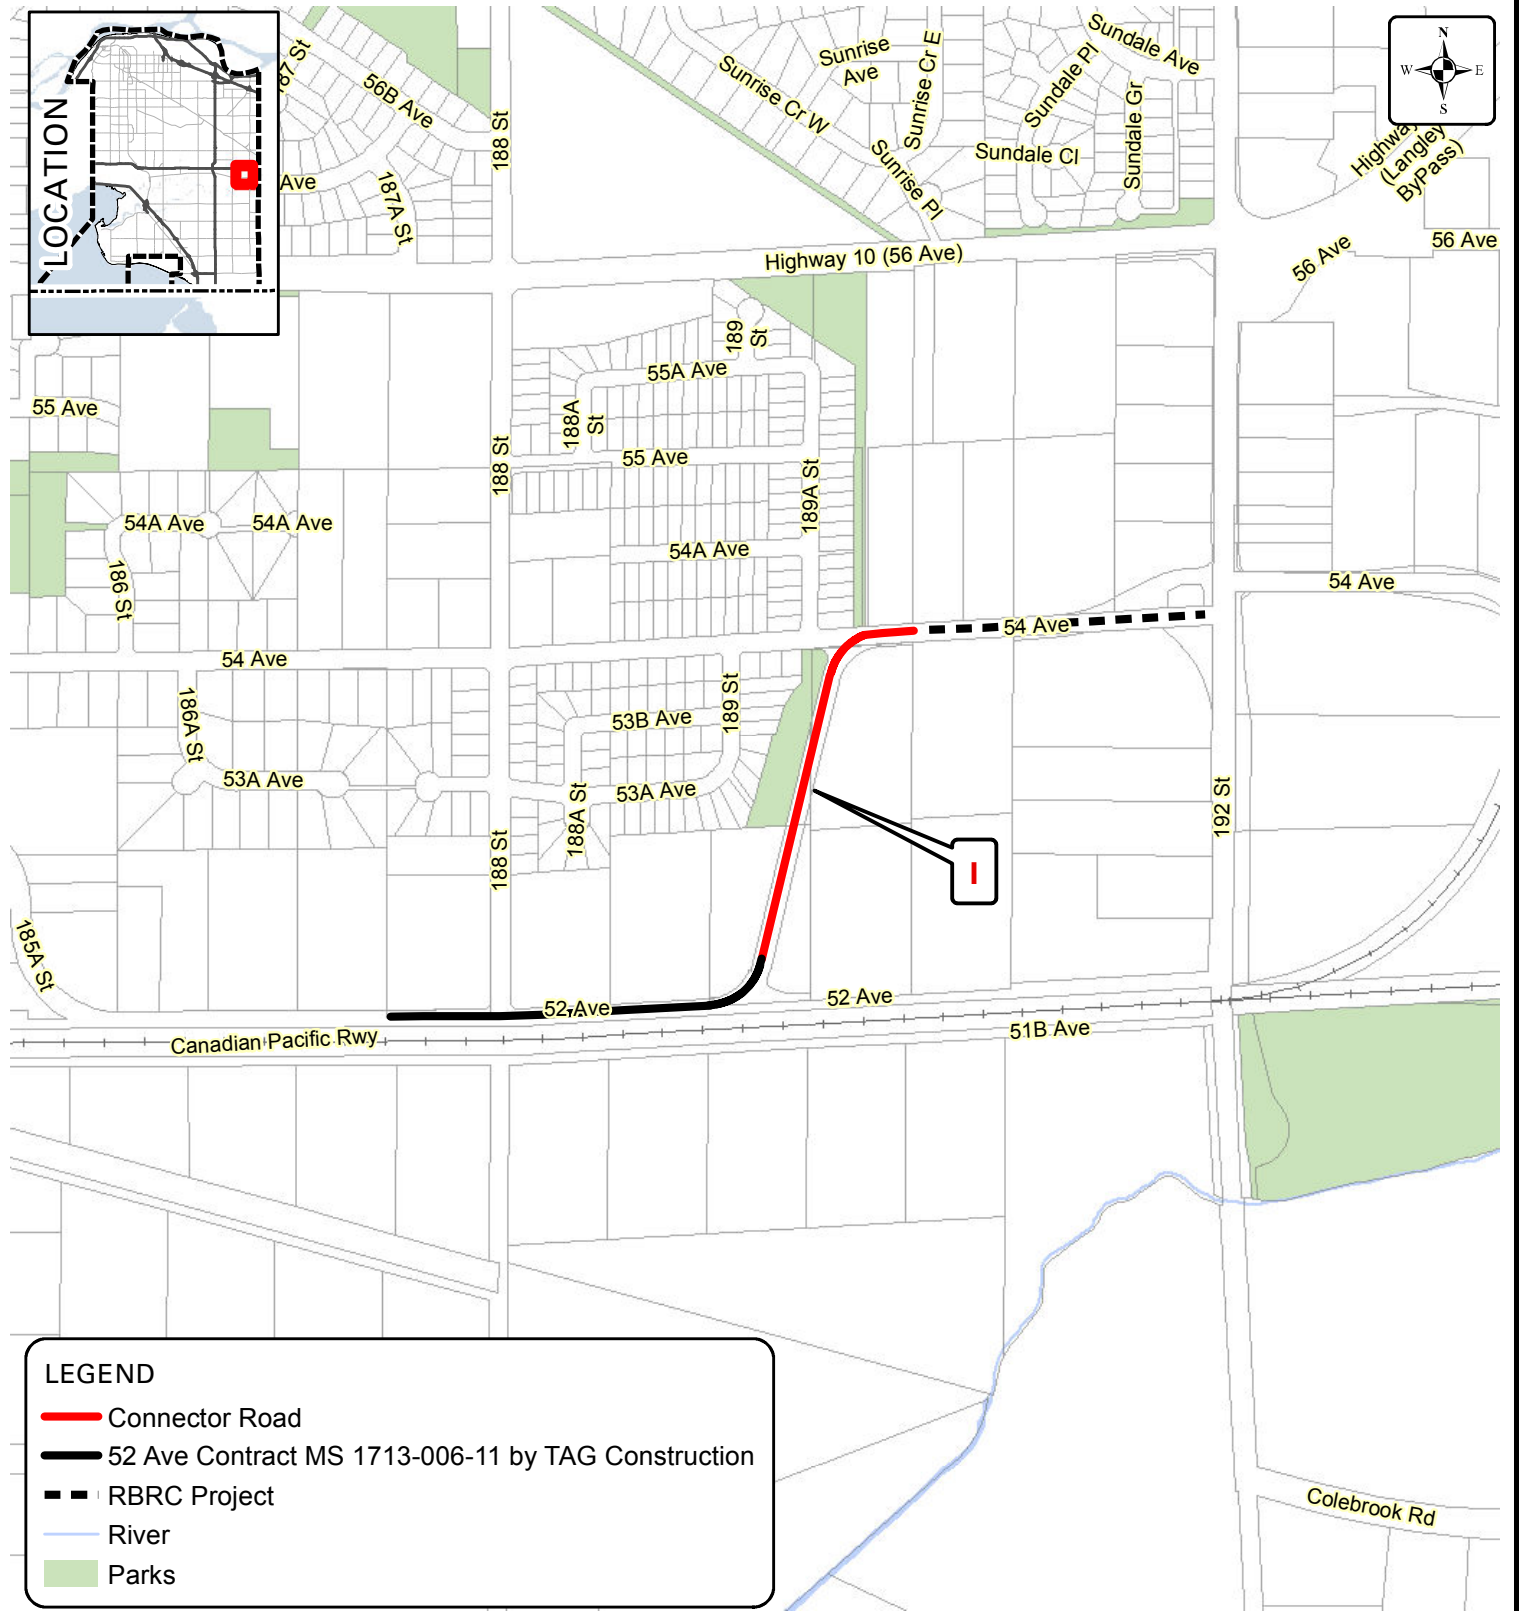 LOCATION
N
W
E
S
187 St
56B Ave
188 St
Ave
187A St
Sunrise
Ave
Sunrise Cr W
Sunrise Cr E
Sunrise Pl
Sundale Ave
Sundale Pl
Sundale Cl
Sundale Gr
Highway
(Langley
ByPass)
56 Ave
56 Ave
Highway 10 (56 Ave)
189
St
55A Ave
188A
St
55 Ave
188 St
55 Ave
189A St
54A Ave
54A Ave
54A Ave
186 St
54 Ave
54 Ave
54 Ave
186A St
53B Ave
189 St
53A Ave
53A Ave
188A St
188 St
192 St
I
185A St
52 Ave
52 Ave
Canadian Pacific Rwy
51B Ave
Colebrook Rd
LEGEND
Connector Road
52 Ave Contract MS 1713-006-11 by TAG Construction
RBRC Project
River
Parks